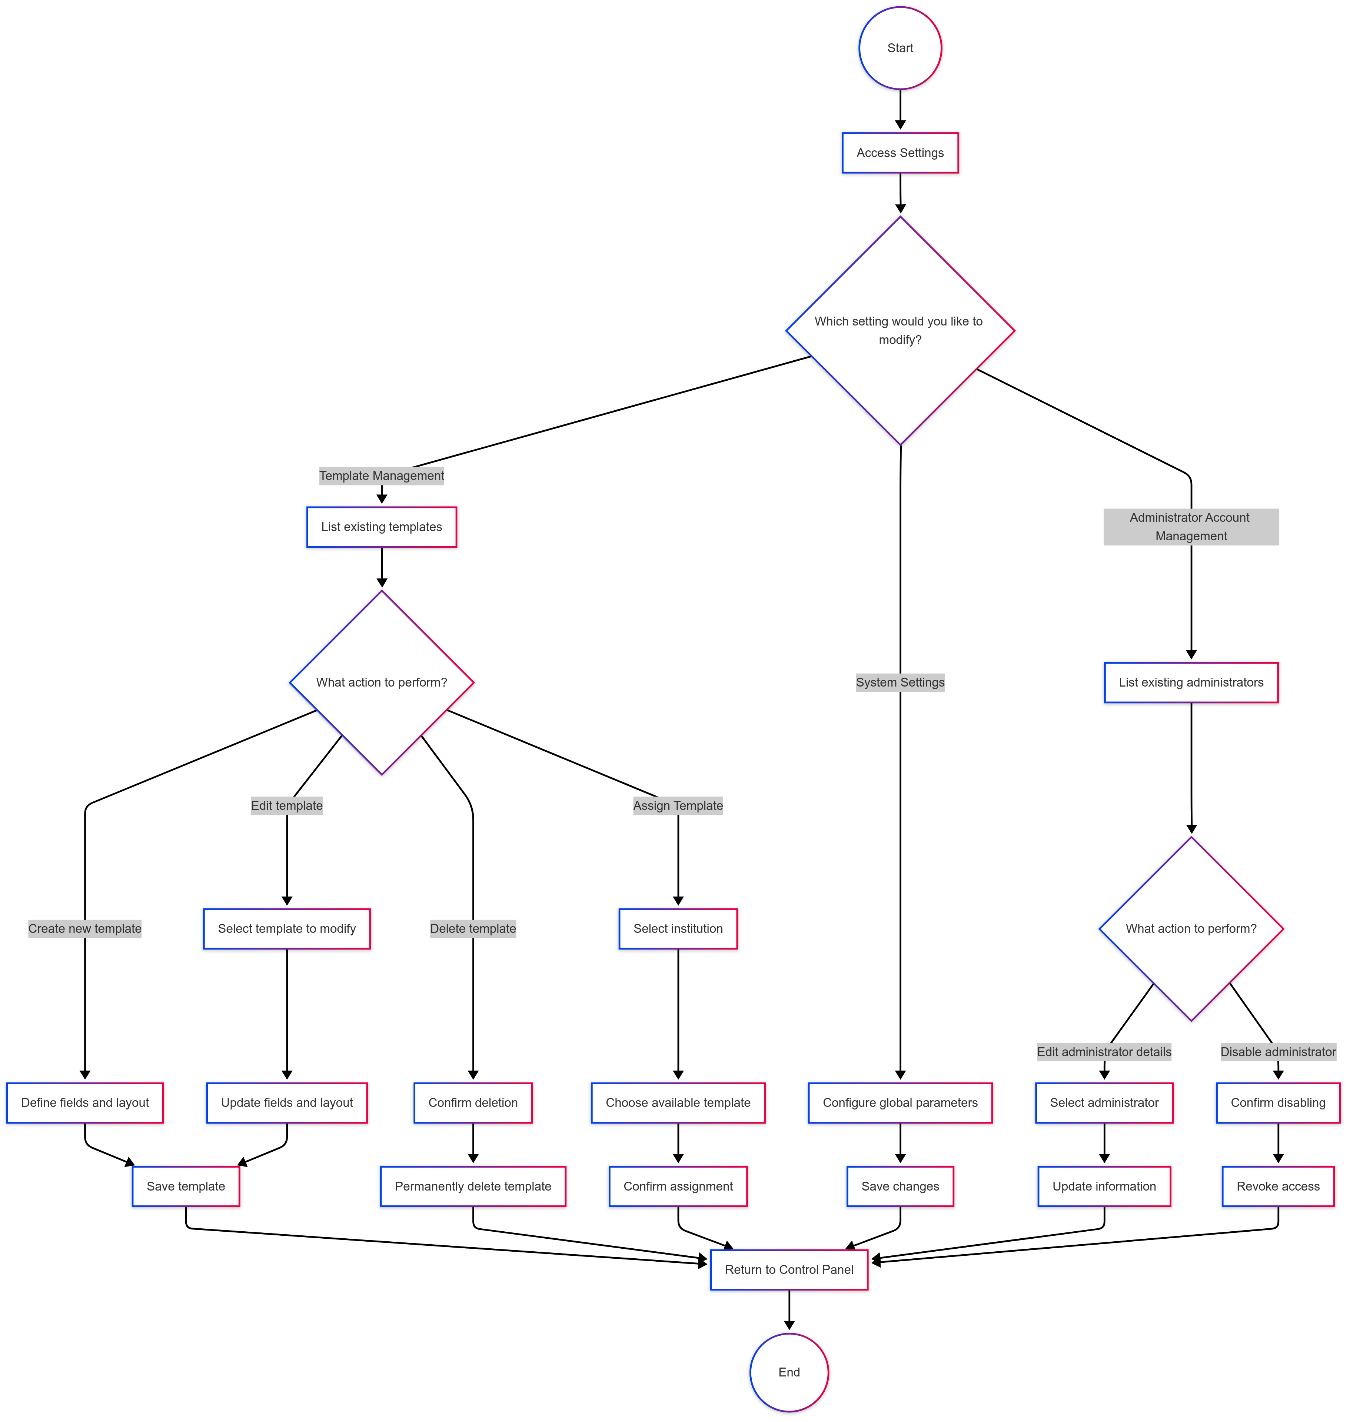 Start
Access Settings
Which setting would you like to
modify?
Template Management
List existing templates
Administrator Account
Management
What action to perform?
System Settings
List existing administrators
Edit template
Assign Template
Create new template
Select template to modify
Delete template
Select institution
What action to perform?
Edit administrator details
Disable administrator
Define fields and layout
Update fields and layout
Confirm deletion
Choose available template
Configure global parameters
Select administrator
Confirm disabling
Save template
Permanently delete template
Confirm assignment
Save changes
Update information
Revoke access
Return to Control Panel
End